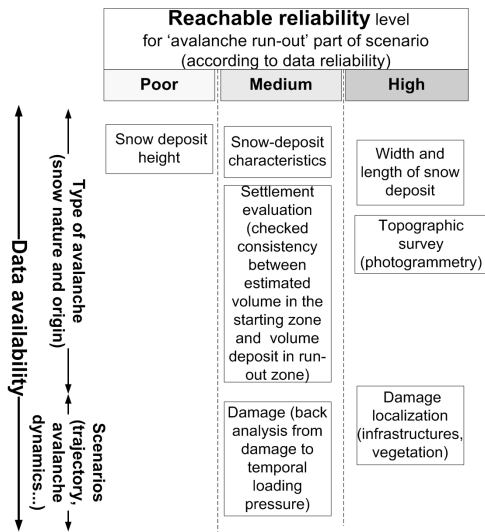 Reachable reliability level
for ‘avalanche run-out’ part of scenario
(according to data reliability)
Poor
Medium
High
Data availability
Type of avalanche
(snow nature and origin)
Scenarios
(trajectory,
avalanche
dynamics...)
Snow deposit
height
Snow-deposit
characteristics
Settlement
evaluation
(checked
consistency
between
estimated
volume in the
starting zone
and volume
deposit in run-
out zone)
Damage (back
analysis from
damage to
temporal
loading
pressure)
Width and
length of snow
deposit
Topographic
survey
(photogrammetry)
Damage
localization
(infrastructures,
vegetation)